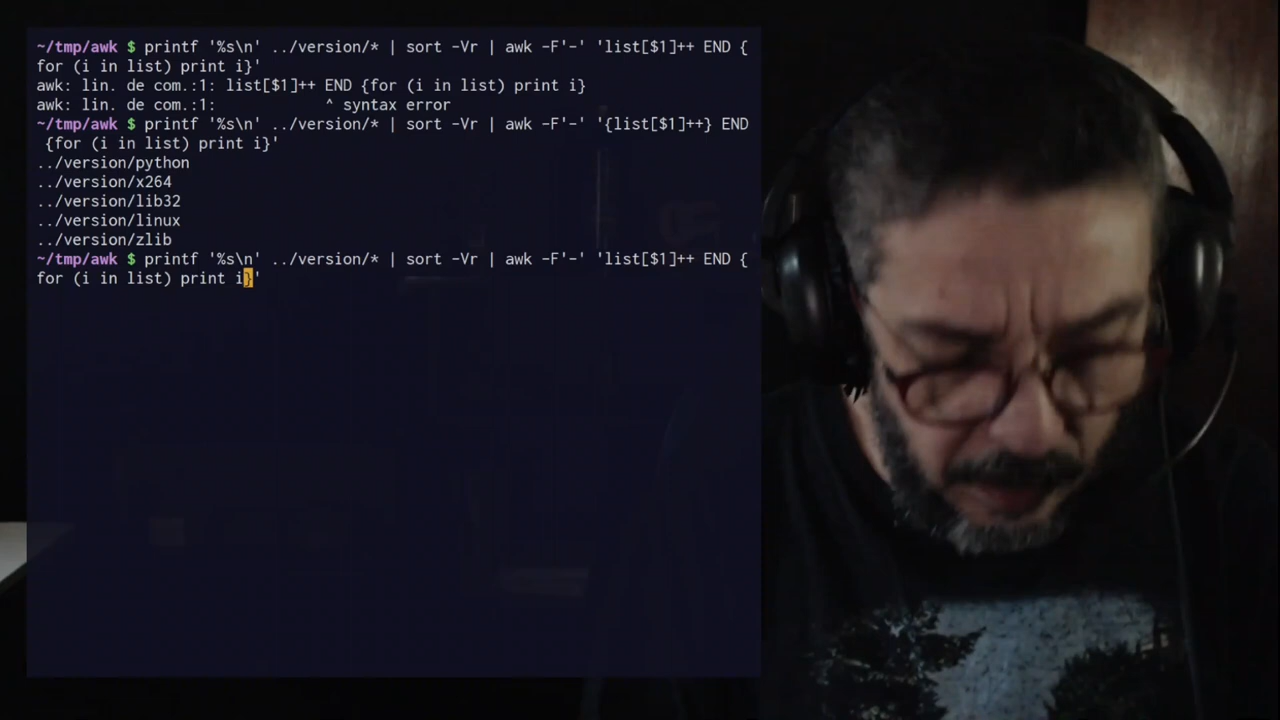 ~/tmp/awk $ printf '%s\n' ../version/* | sort -Vr | awk -F'-' 'list[$1]++ END {
for (i in list) print i}'
awk: lin. de com.:1: list[$1]++ END {for (i in list) print i}
awk: lin. de com.:1:            ^ syntax error
~/tmp/awk $ printf '%s\n' ../version/* | sort -Vr | awk -F'-' '{list[$1]++} END
 {for (i in list) print i}'
../version/python
../version/x264
../version/lib32
../version/linux
../version/zlib
~/tmp/awk $ printf '%s\n' ../version/* | sort -Vr | awk -F'-' 'list[$1]++ END {
for (i in list) print i}'